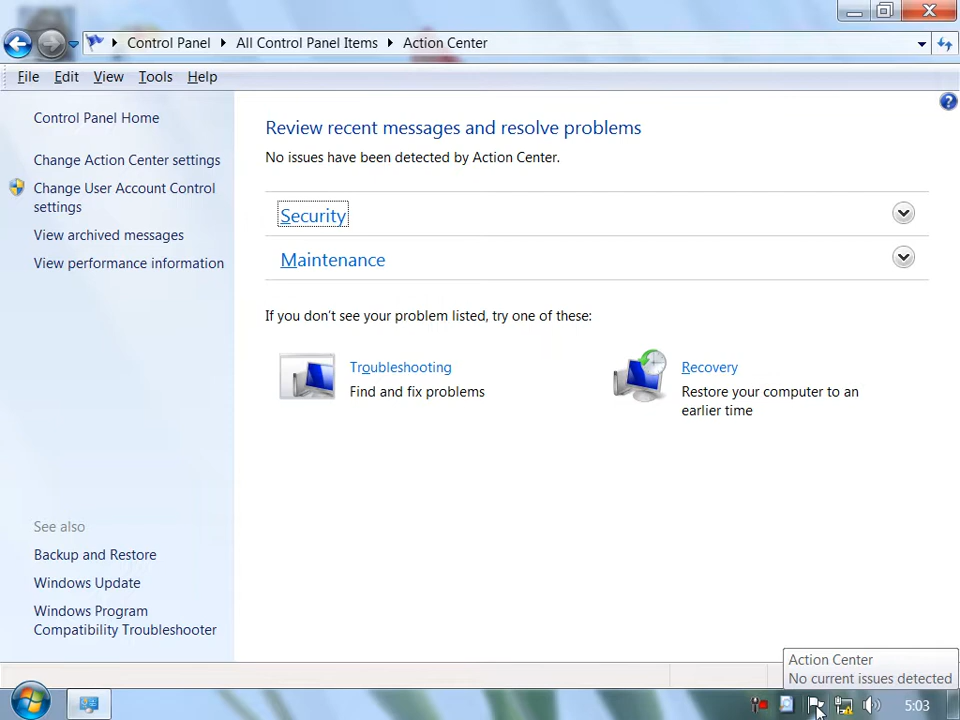 Control Panel All Control Panel Items Action Center
File Edit View Tools Help
Control Panel Home
Change Action Center settings
Change User Account Control
settings
View archived messages
View performance information
See also
Backup and Restore
Windows Update
Windows Program
Compatibility Troubleshooter
Review recent messages and resolve problems
No issues have been detected by Action Center.
Security
Maintenance
If you don't see your problem listed, try one of these:
Troubleshooting
Find and fix problems
Recovery
Restore your computer to an
earlier time
Action Center
No current issues detected
5:03